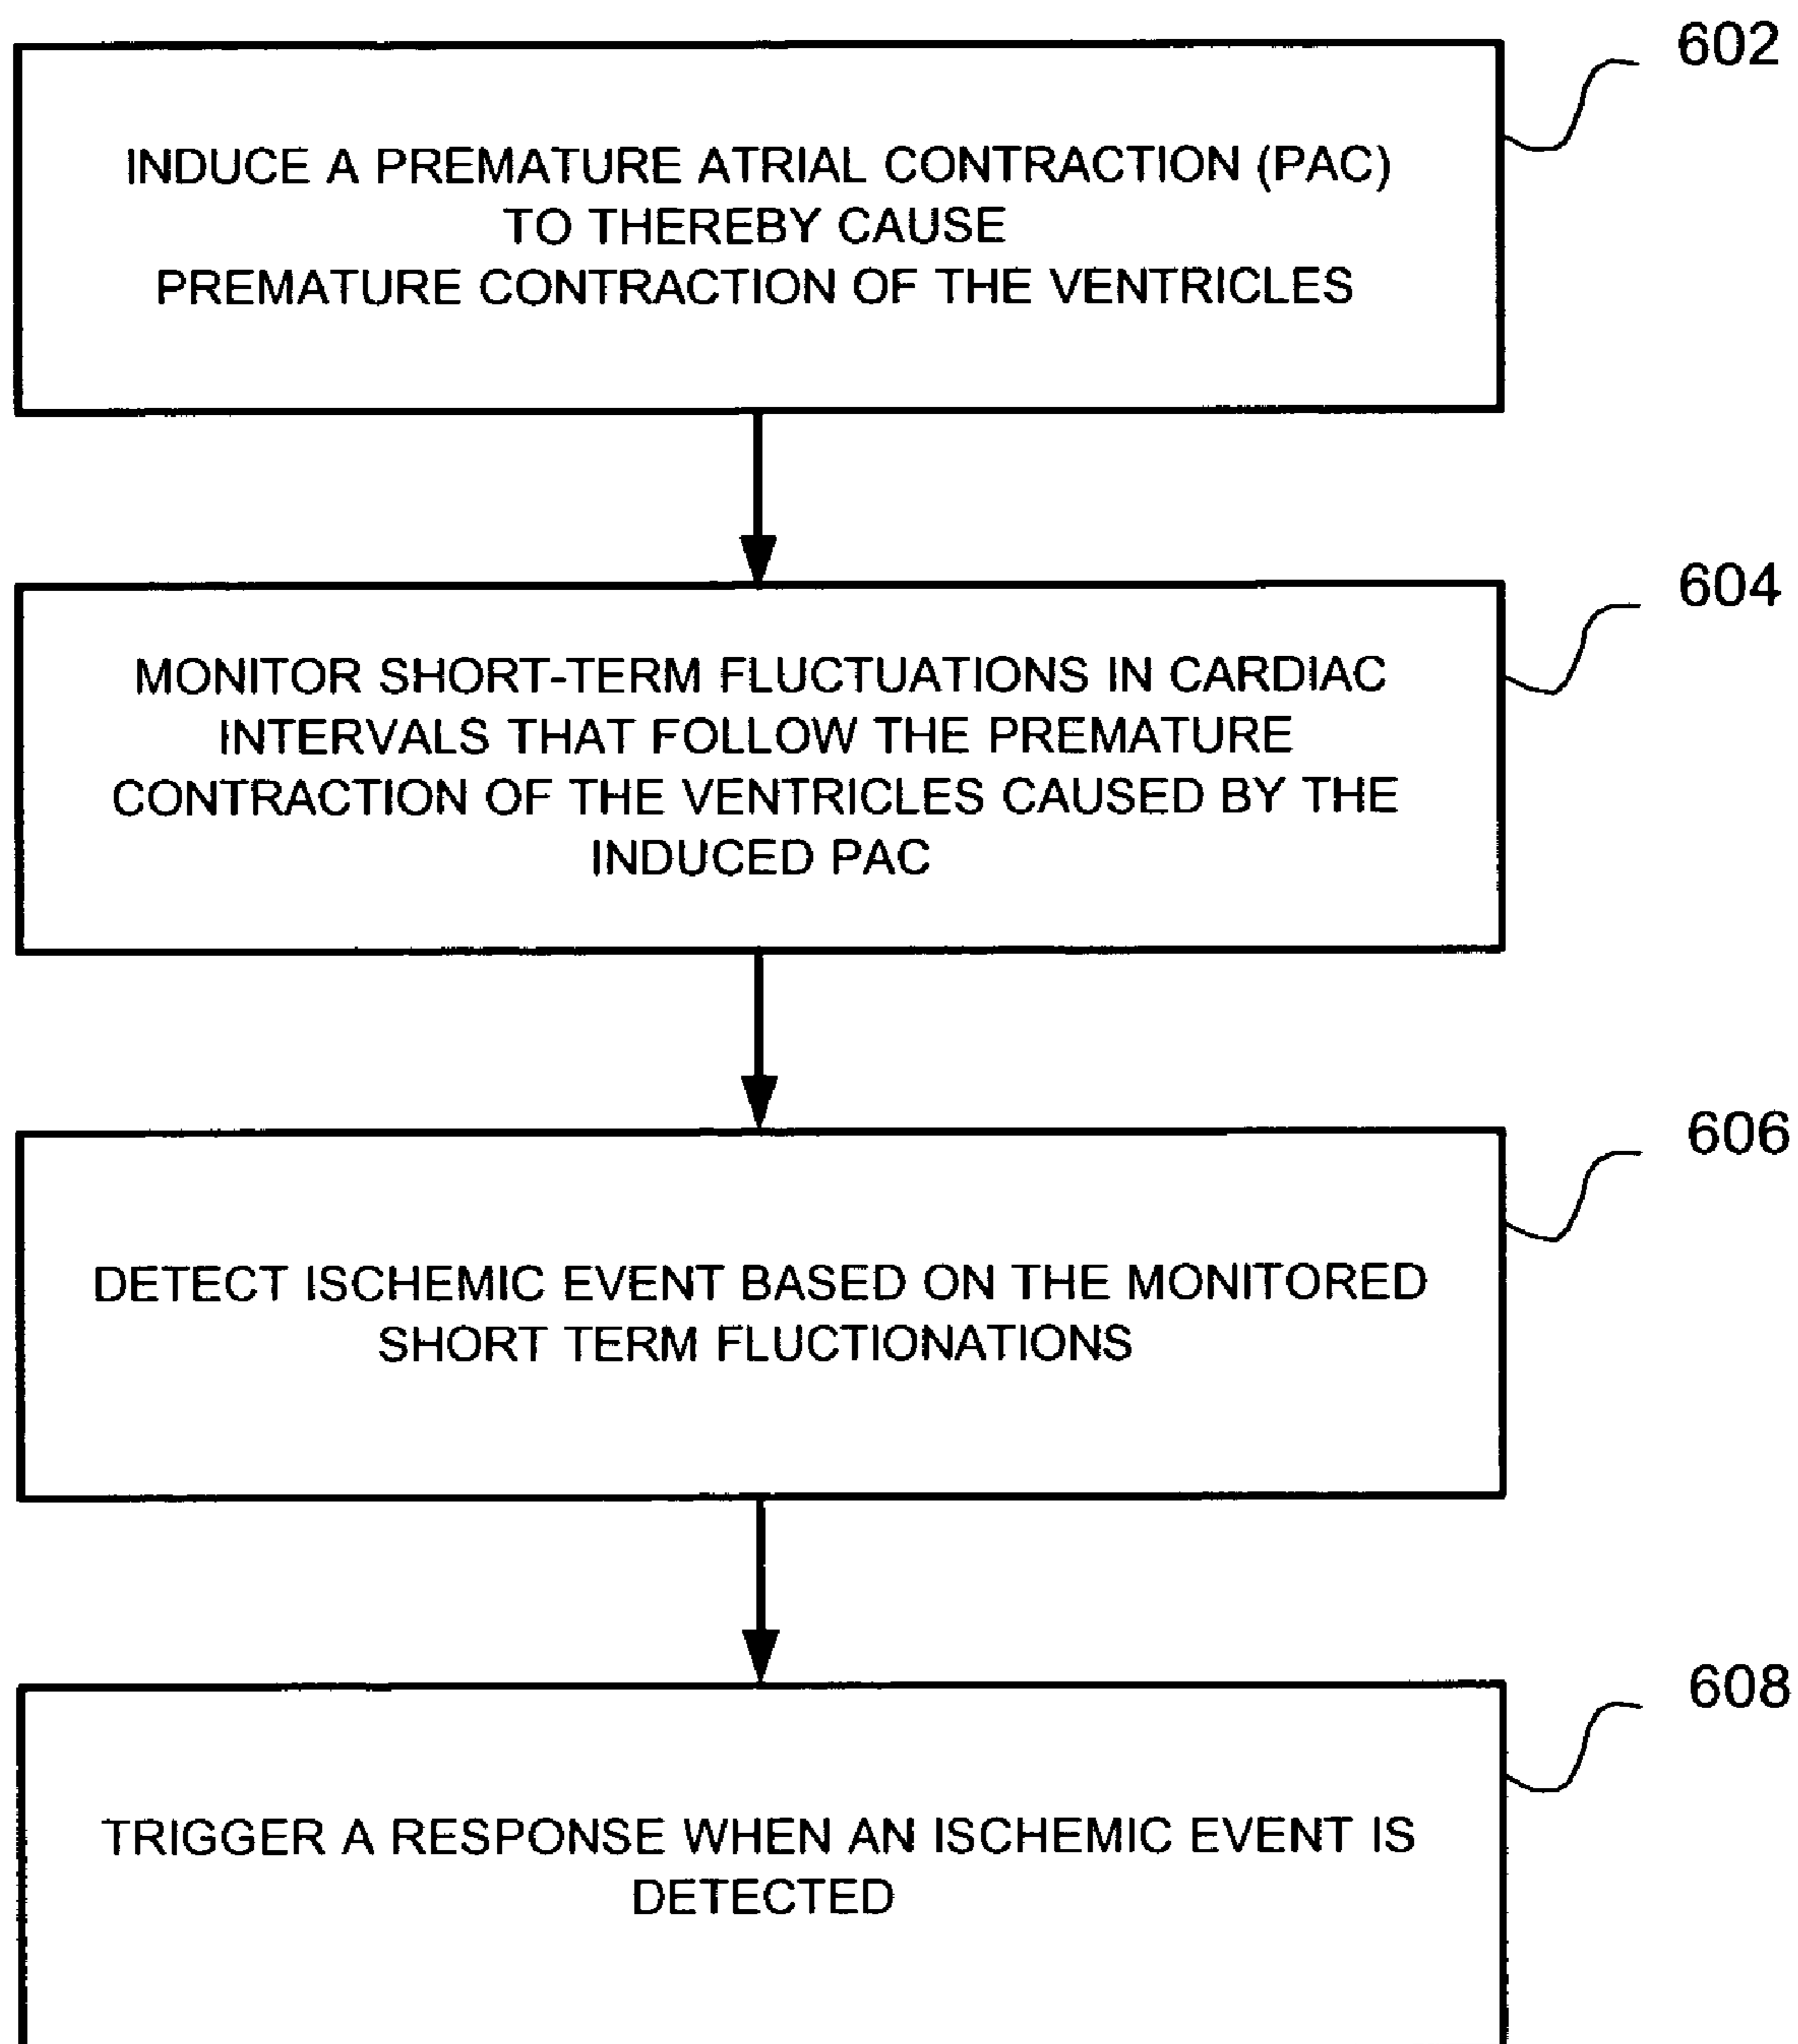 602
INDUCE A PREMATURE ATRIAL CONTRACTION (PAC)
TO THEREBY CAUSE
PREMATURE CONTRACTION OF THE VENTRICLES
604
MONITOR SHORT-TERM FLUCTUATIONS IN CARDIAC
INTERVALS THAT FOLLOW THE PREMATURE
CONTRACTION OF THE VENTRICLES CAUSED BY THE
INDUCED PAC
606
DETECT ISCHEMIC EVENT BASED ON THE MONITORED
SHORT TERM FLUCTIONATIONS
608
TRIGGER A RESPONSE WHEN AN ISCHEMIC EVENT IS
DETECTED